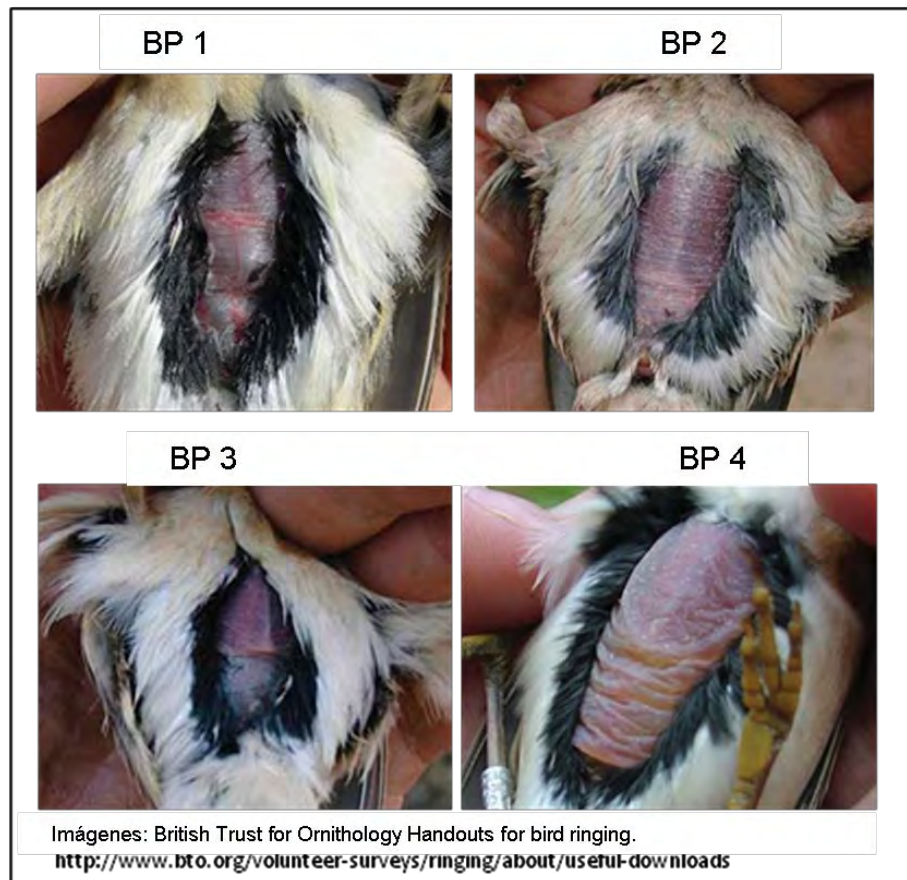 BP 1 BP 2
BP 3 BP 4
Imágenes: British Trust for Ornithology Handouts for bird ringing.
http://www.bto.org/volunteer-surveys/ringing/about/useful-downloads